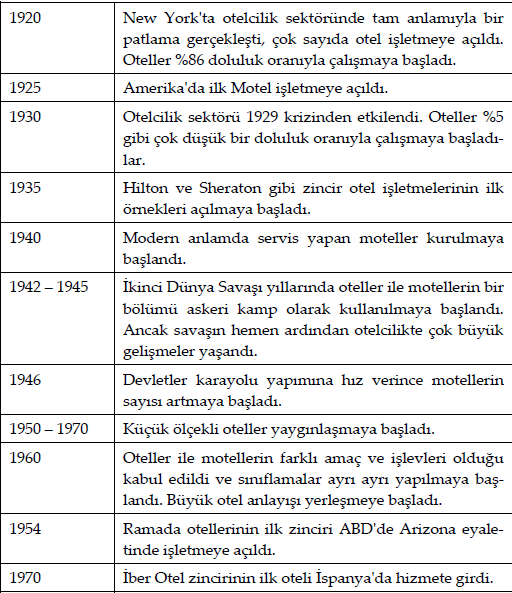 1920
New York'ta otelcilik sektöründe tam anlamıyla bir
patlama gerçekleşti, çok sayıda otel işletmeye açıldı.
Oteller %86 doluluk oranıyla çalışmaya başladı.
1925
Amerika'da ilk Motel işletmeye açıldı.
1930
Otelcilik sektörü 1929 krizinden etkilendi. Oteller %5
gibi çok düşük bir doluluk oranıyla çalışmaya başladı-
lar.
1935
Hilton ve Sheraton gibi zincir otel işletmelerinin ilk
örnekleri açılmaya başladı.
1940
Modern anlamda servis yapan moteller kurulmaya
başlandı.
1942 – 1945
İkinci Dünya Savaşı yıllarında oteller ile motellerin bir
bölümü askeri kamp olarak kullanılmaya başlandı.
Ancak savaşın hemen ardından otelcilikte çok büyük
gelişmeler yaşandı.
1946
Devletler karayolu yapımına hız verince motellerin
sayısı artmaya başladı.
1950 – 1970
Küçük ölçekli oteller yaygınlaşmaya başladı.
1960
Oteller ile motellerin farklı amaç ve işlevleri olduğu
kabul edildi ve sınıflamalar ayrı ayrı yapılmaya baş-
landı. Büyük otel anlayışı yerleşmeye başladı.
1954
Ramada otellerinin ilk zinciri ABD'de Arizona eyale-
tinde işletmeye açıldı.
1970
İber Otel zincirinin ilk oteli İspanya'da hizmete girdi.